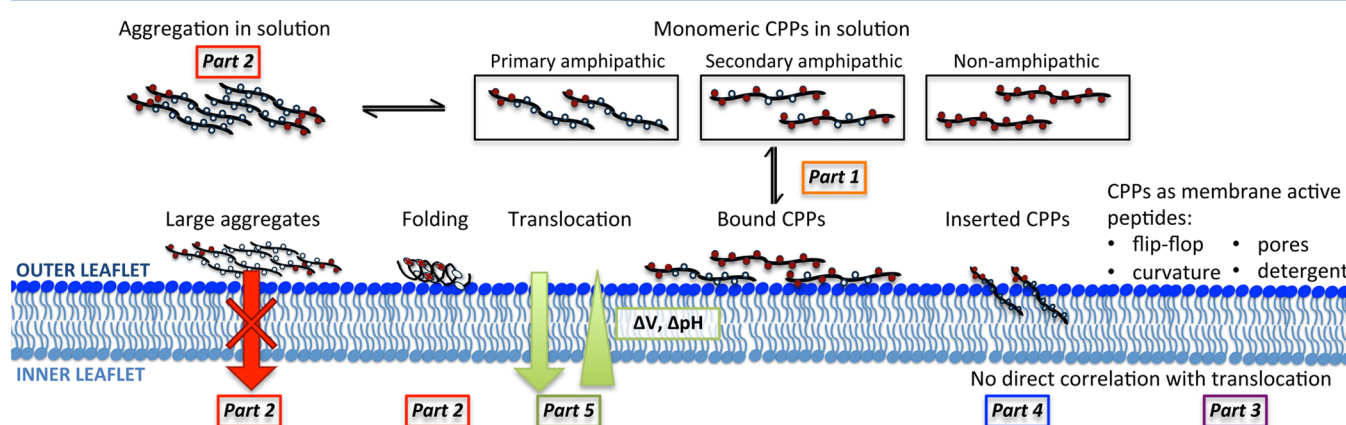 Aggregation in solution
Part 2
Monomeric CPPs in solution
Primary amphipathic
Secondary amphipathic
Non-amphipathic
Part 1
Large aggregates
Folding
Translocation
Bound CPPs
Inserted CPPs
CPPs as membrane active
peptides:
• flip-flop • pores
• curvature • detergent
OUTER LEAFLET
ΔV, ΔpH
INNER LEAFLET
No direct correlation with translocation
Part 2
Part 2
Part 5
Part 4
Part 3